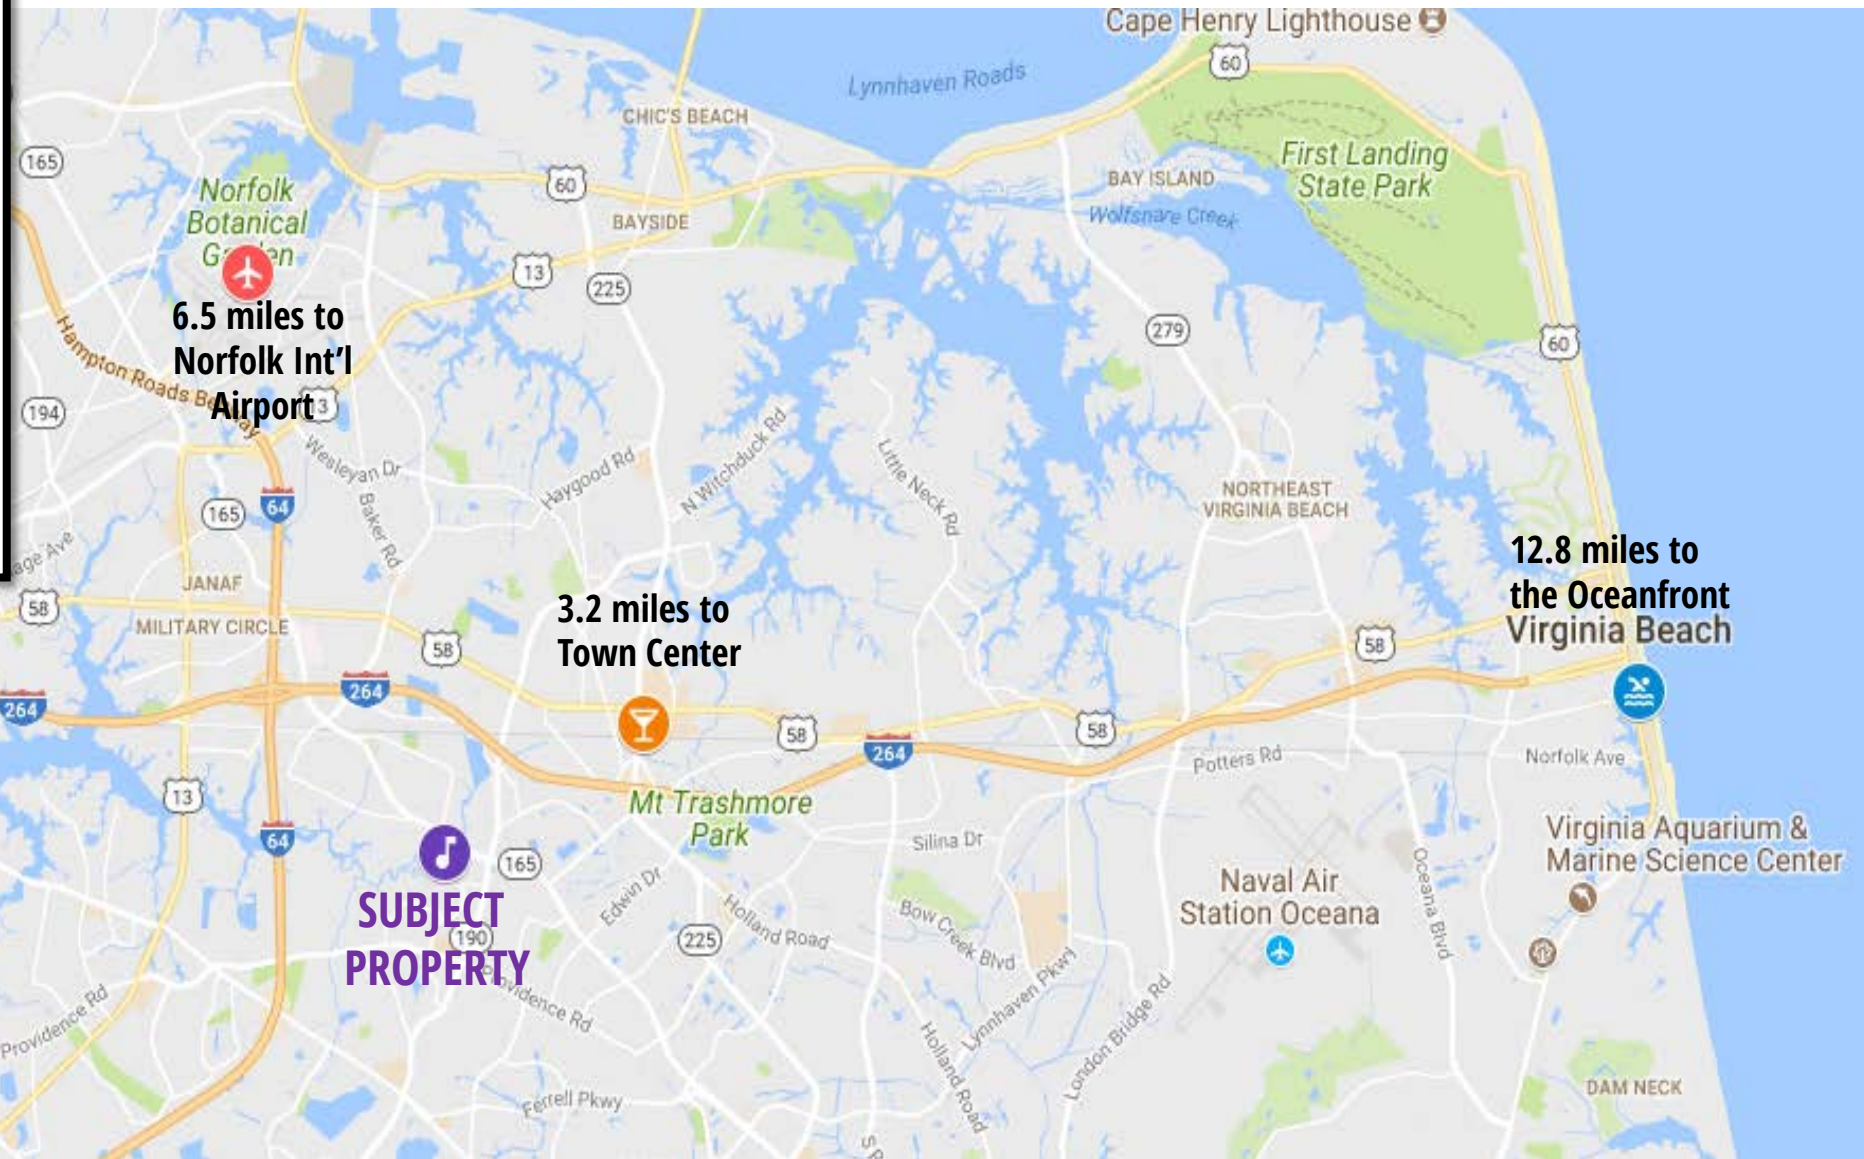 Cape Henry Lighthouse
60
Lynnhaven Roads
CHIC'S BEACH
165
First Landing
State Park
Norfolk
Botanical
60
BAY ISLAND
BAYSIDE
Wolfsnare Creek
13
225
6.5 miles to
Norfolk Int'l
Airport
279
60
Hampton Roads
194
Wesleyan Dr
Haygood Rd
N Witchduck Rd
Little Neck Rd
64
165
Baker Rd
NORTHEAST
VIRGINIA BEACH
12.8 miles to
the Oceanfront
Virginia Beach
JANAF
58
MILITARY CIRCLE
3.2 miles to
Town Center
58
58
264
264
58
58
264
Potters Rd
Norfolk Ave
13
Mt Trashmore
Park
64
Silina Dr
Virginia Aquarium &
Marine Science Center
165
SUBJECT
PROPERTY
190
Edwin Dr
Holland Road
225
Bow Creek Blvd
Naval Air
Station Oceana
Oceana Blvd
Lynnhaven Pkwy
London Bridge Rd
Providence Rd
Providence Rd
Holland Road
Ferrell Pkwy
DAM NECK